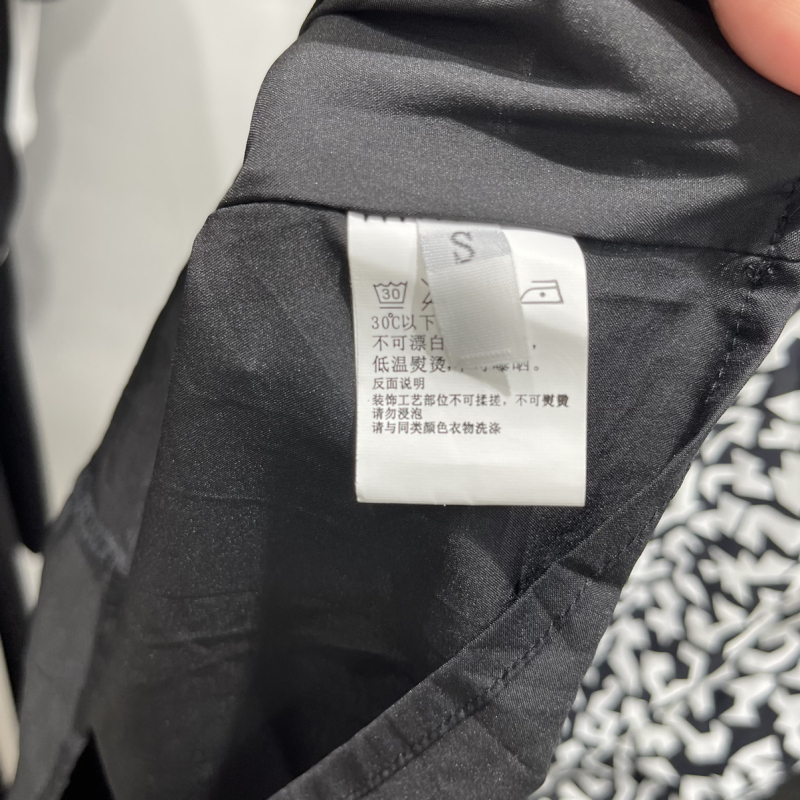 S
30
30℃以下
不可漂白
低温熨烫,
反面说明
装饰工艺部位不可揉搓，不可熨烫
请勿浸泡
请与同类颜色衣物洗涤